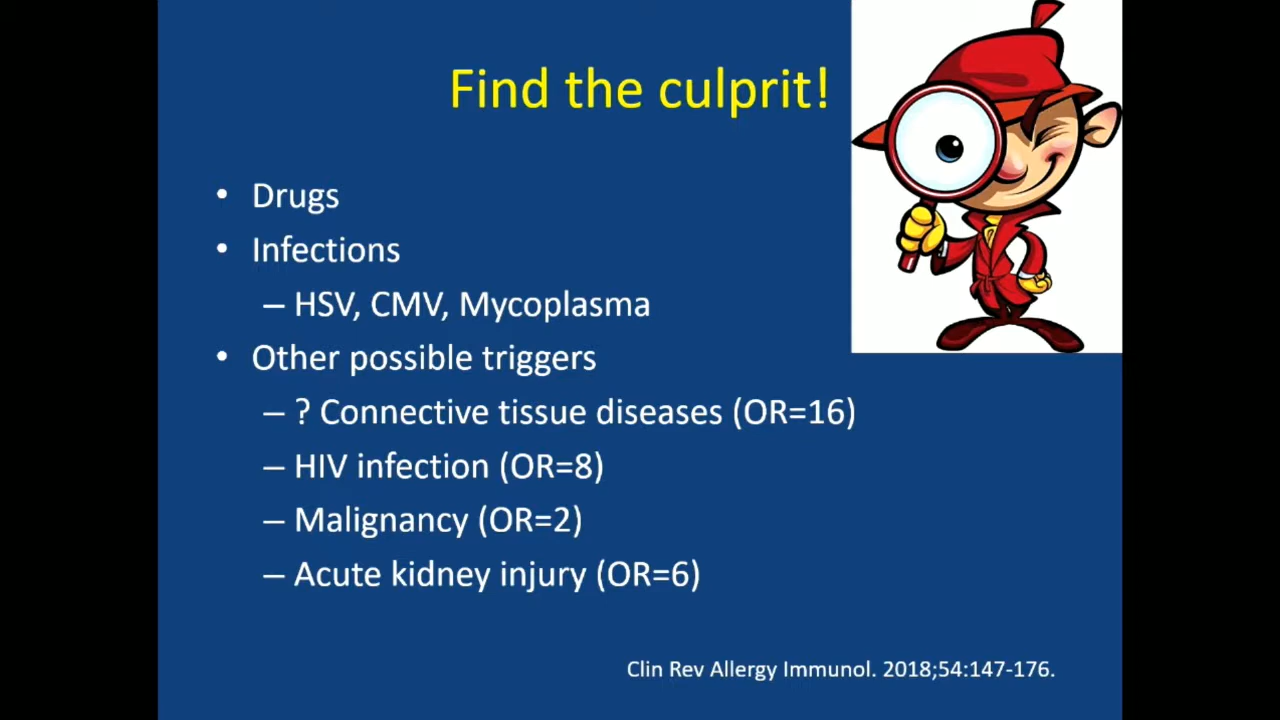 Find the culprit!
• Drugs
• Infections
– HSV, CMV, Mycoplasma
• Other possible triggers
– ? Connective tissue diseases (OR=16)
– HIV infection (OR=8)
– Malignancy (OR=2)
– Acute kidney injury (OR=6)
Clin Rev Allergy Immunol. 2018;54:147-176.